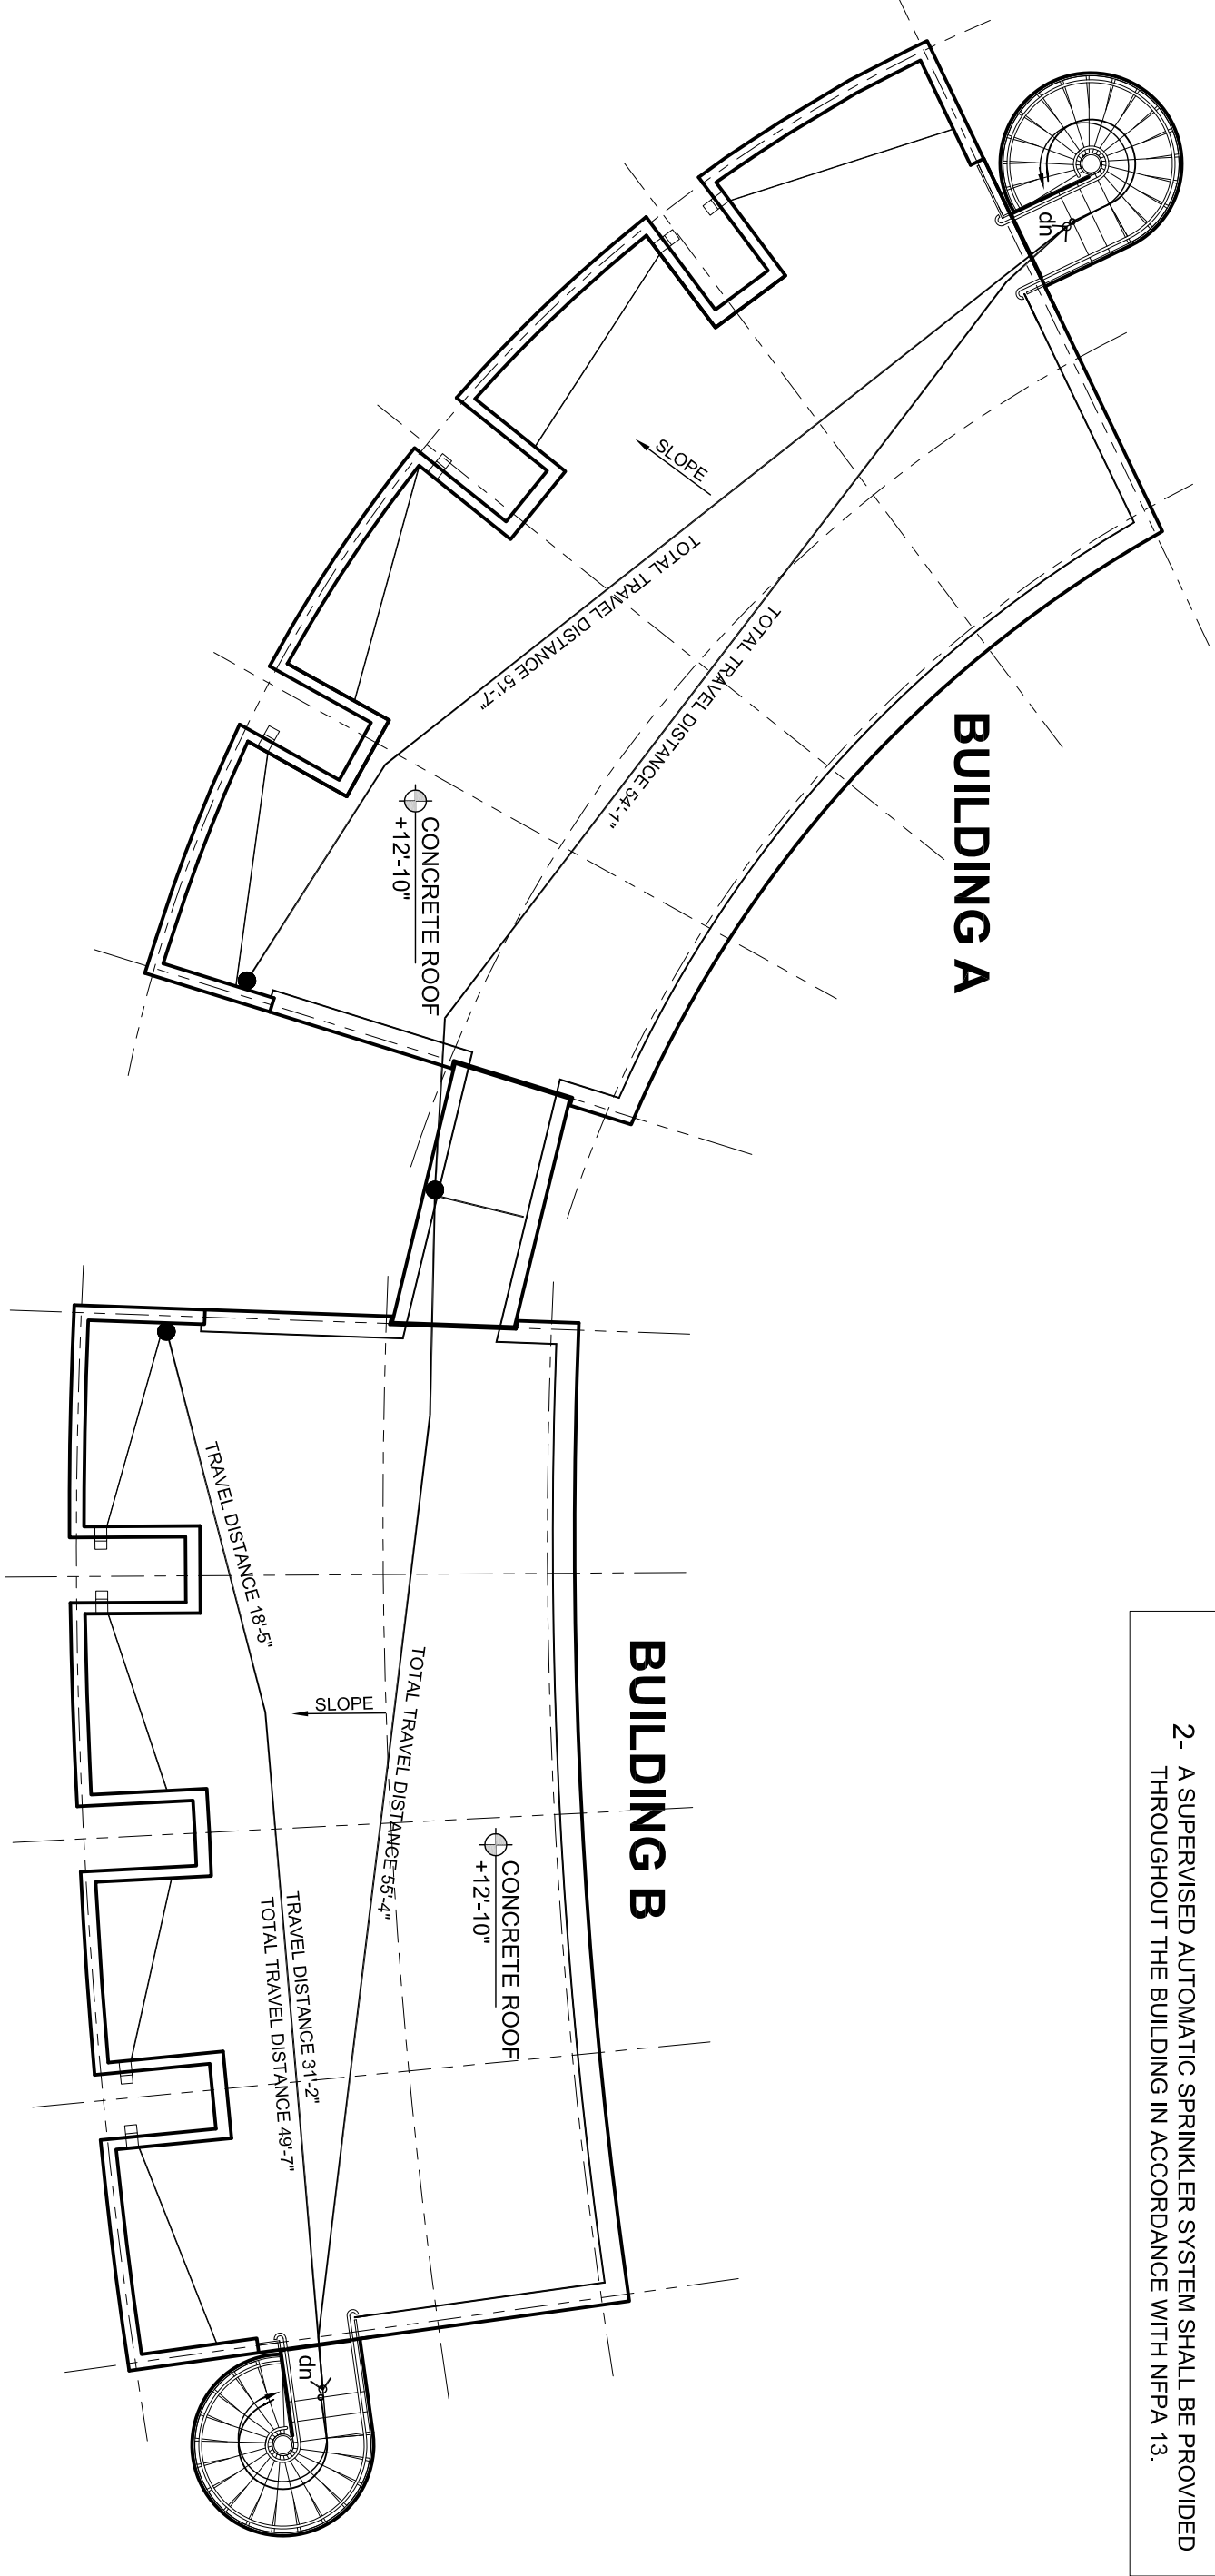 BUILDING A
dn
SLOPE
TOTAL TRAVEL DISTANCE 51'-7"
TOTAL TRAVEL DISTANCE 54'-1"
CONCRETE ROOF
+12'-10"
BUILDING B
TRAVEL DISTANCE 18'-5"
SLOPE
TOTAL TRAVEL DISTANCE 55'-4"
CONCRETE ROOF
+12'-10"
TRAVEL DISTANCE 31'-2"
TOTAL TRAVEL DISTANCE 49'-7"
dn
2- A SUPERVISED AUTOMATIC SPRINKLER SYSTEM SHALL BE PROVIDED
THROUGHOUT THE BUILDING IN ACCORDANCE WITH NFPA 13.